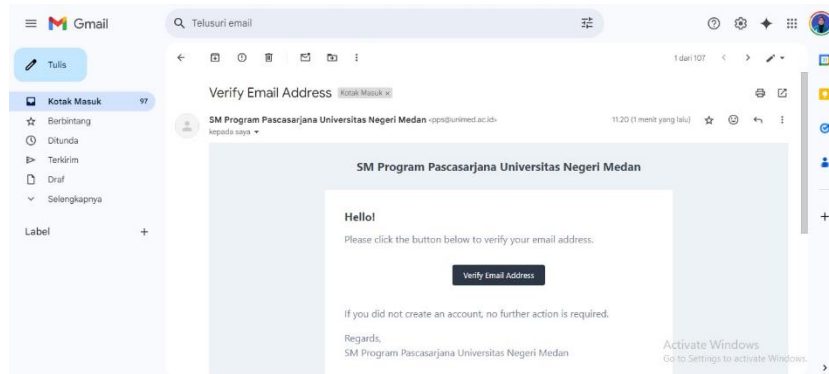 Gmail
Telusuri email
Tulis
1 dari 107
Kotak Masuk 97
Berbintang
Ditunda
Terkirim
Draf
Selengkapnya
Label
Verify Email Address Kotak Masuk x
SM Program Pascasarjana Universitas Negeri Medan <pps@unimed.ac.id>
11.20 (1 menit yang lalu)
kepada saya
SM Program Pascasarjana Universitas Negeri Medan
Hello!
Please click the button below to verify your email address.
Verify Email Address
If you did not create an account, no further action is required.
Regards,
SM Program Pascasarjana Universitas Negeri Medan
Activate Windows
Go to Settings to activate Windows.